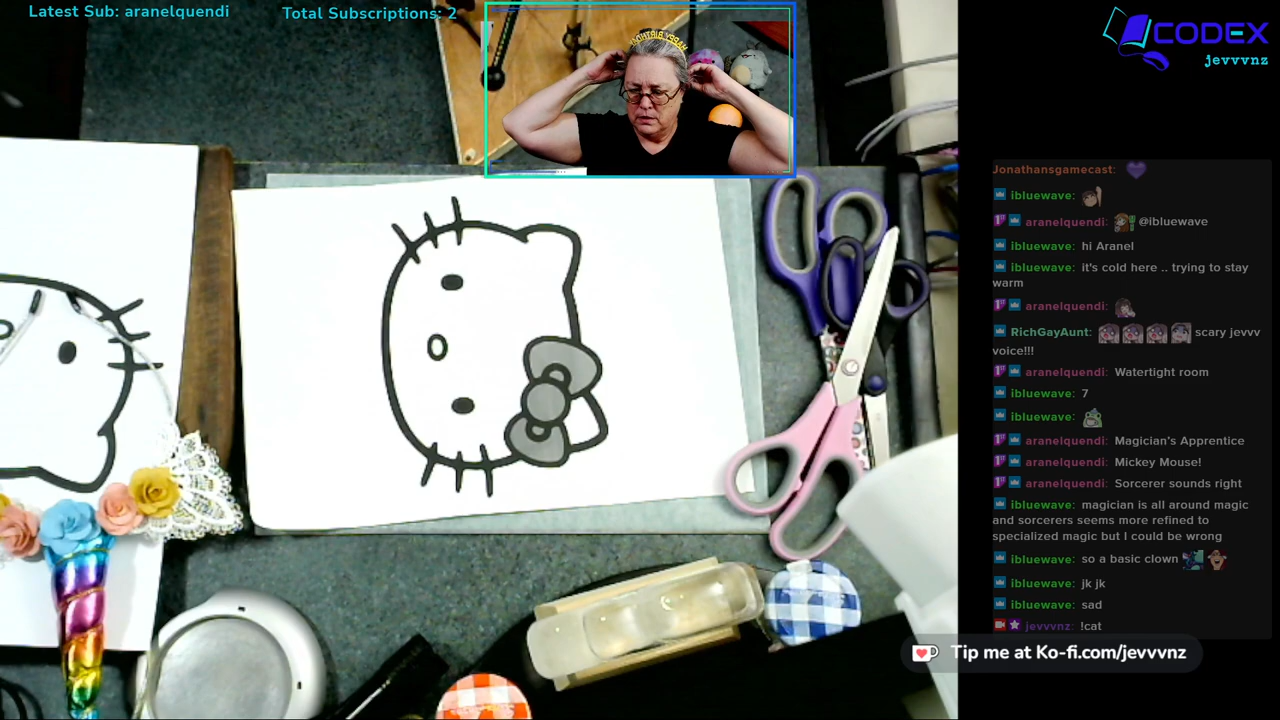 Latest Sub: aranelquendi
Total Subscriptions: 2
CODEX
jevvvnz
Jonathansgamecast:
ibluewave:
aranelquendi: @ibluewave
ibluewave: hi Aranel
ibluewave: it's cold here .. trying to stay
warm
aranelquendi:
RichGayAunt: scary jevvv
voice!!!
aranelquendi: Watertight room
ibluewave: 7
ibluewave:
aranelquendi: Magician's Apprentice
aranelquendi: Mickey Mouse!
aranelquendi: Sorcerer sounds right
ibluewave: magician is all around magic
and sorcerers seems more refined to
specialized magic but I could be wrong
ibluewave: so a basic clown
ibluewave: jk jk
ibluewave: sad
jevvvnz: !cat
Tip me at Ko-fi.com/jevvvnz